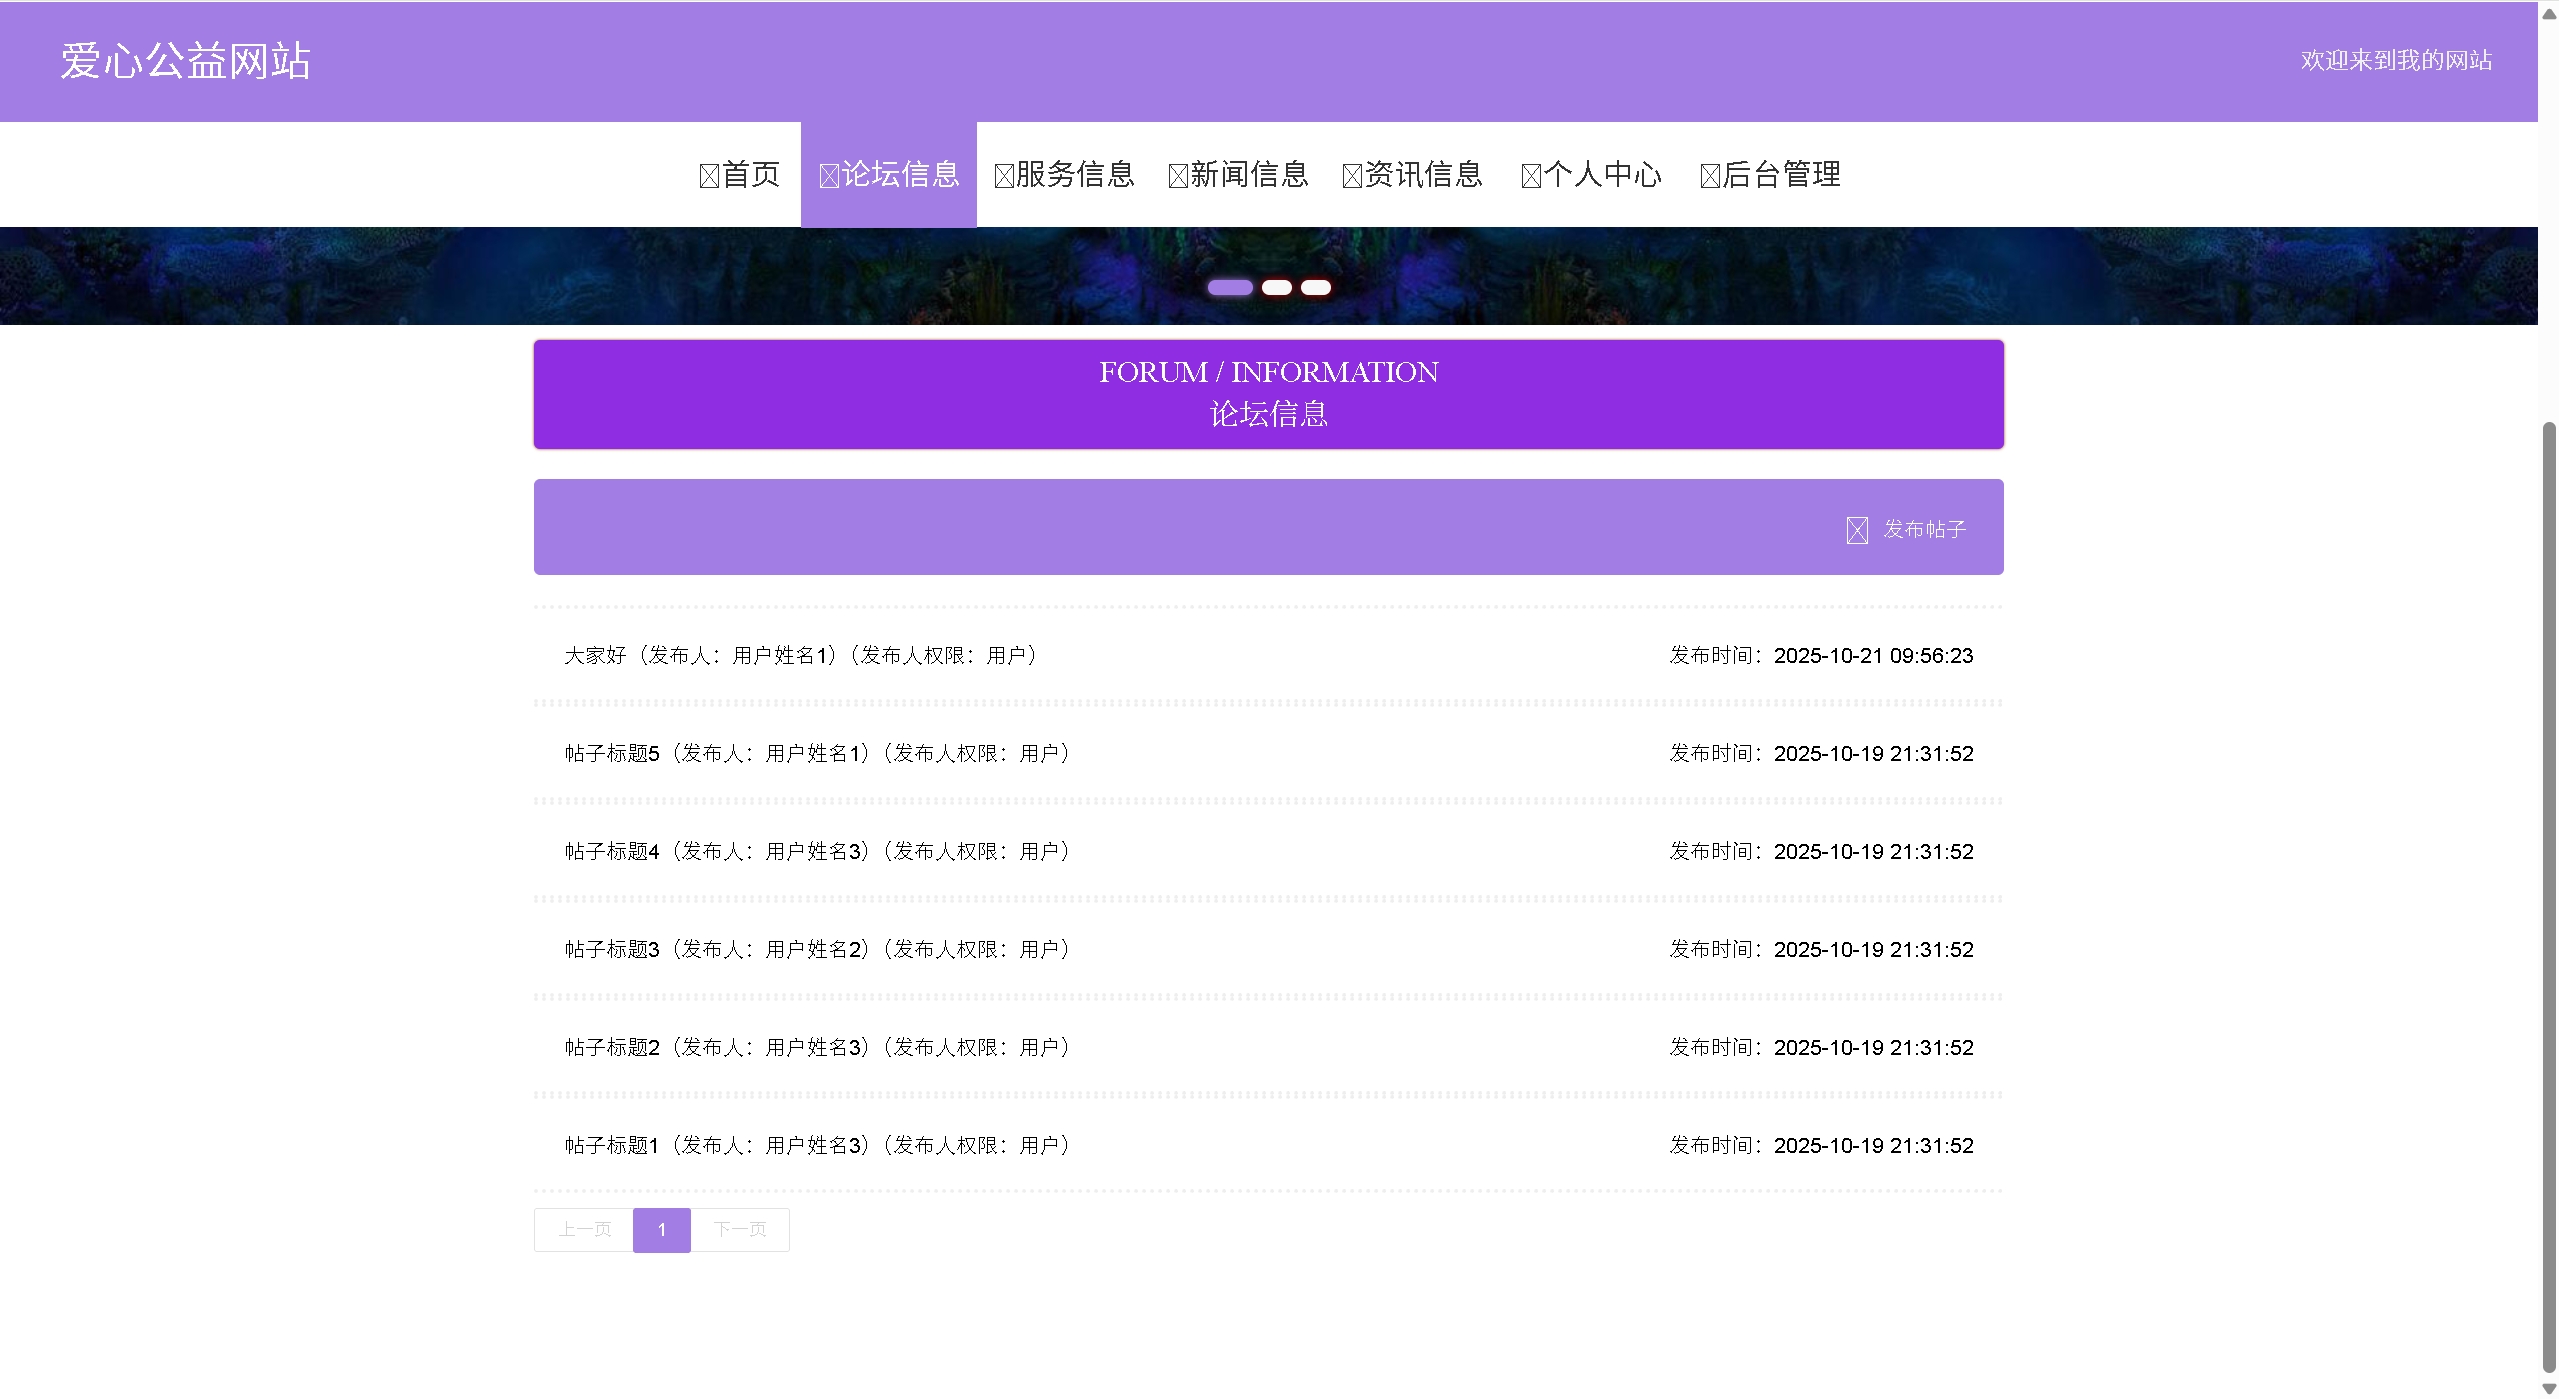 爱心公益网站
欢迎来到我的网站
首页 论坛信息 服务信息 新闻信息 资讯信息 个人中心 后台管理
FORUM / INFORMATION
论坛信息
发布帖子
大家好（发布人：用户姓名1）（发布人权限：用户） 发布时间：2025-10-21 09:56:23
帖子标题5（发布人：用户姓名1）（发布人权限：用户） 发布时间：2025-10-19 21:31:52
帖子标题4（发布人：用户姓名3）（发布人权限：用户） 发布时间：2025-10-19 21:31:52
帖子标题3（发布人：用户姓名2）（发布人权限：用户） 发布时间：2025-10-19 21:31:52
帖子标题2（发布人：用户姓名3）（发布人权限：用户） 发布时间：2025-10-19 21:31:52
帖子标题1（发布人：用户姓名3）（发布人权限：用户） 发布时间：2025-10-19 21:31:52
上一页 1 下一页